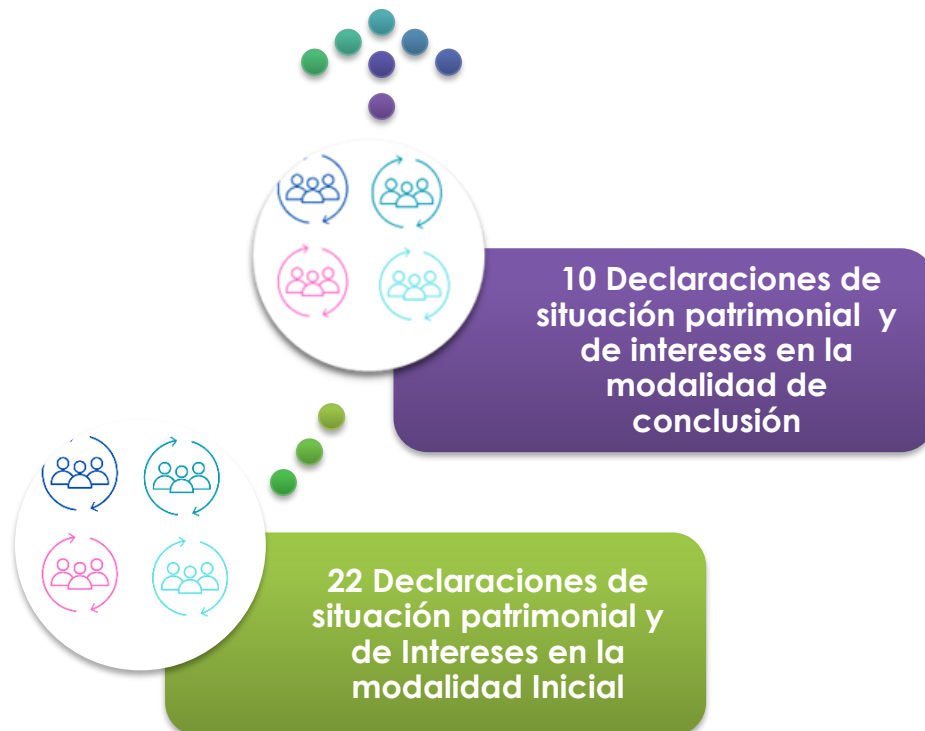 10 Declaraciones de
situación patrimonial y
de intereses en la
modalidad de
conclusión
22 Declaraciones de
situación patrimonial y
de Intereses en la
modalidad Inicial